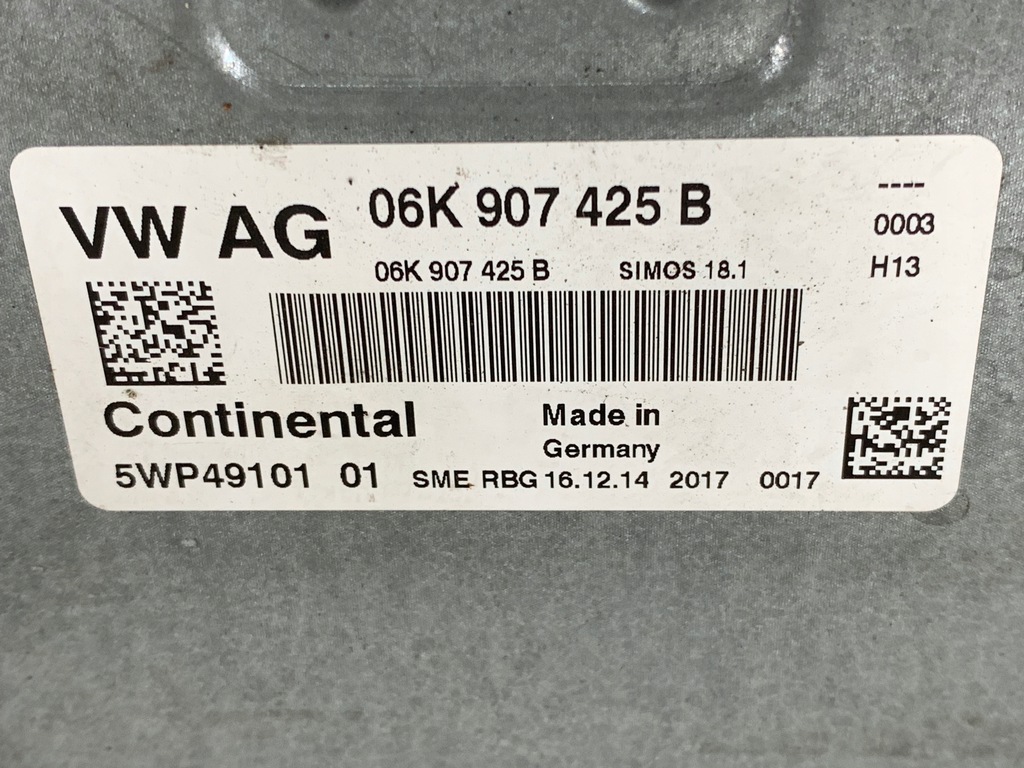 VW AG 06K 907 425 B ----
0003
06K 907 425 B SIMOS 18.1 H13
Continental Made in
Germany
5WP49101 01 SME RBG 16.12.14 2017 0017